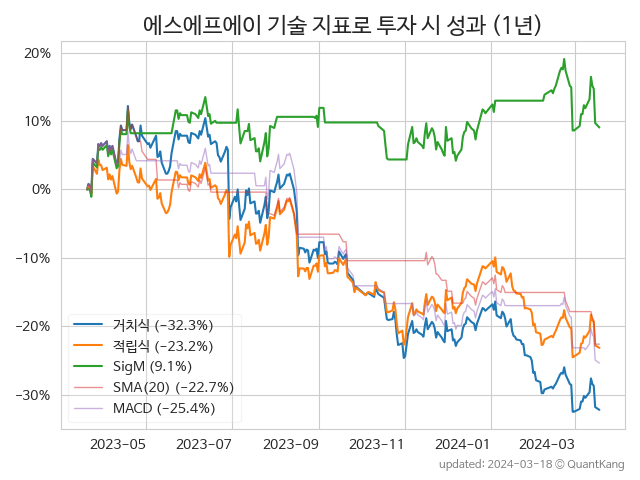 에스에프에이 기술 지표로 투자 시 성과 (1년)
20%
10%
0%
−10%
−20%
−30%
거치식 (−32.3%)
적립식 (−23.2%)
SigM (9.1%)
SMA(20) (−22.7%)
MACD (−25.4%)
2023−05 2023−07 2023−09 2023−11 2024−01 2024−03
updated: 2024−03−18 ⓒ QuantKang